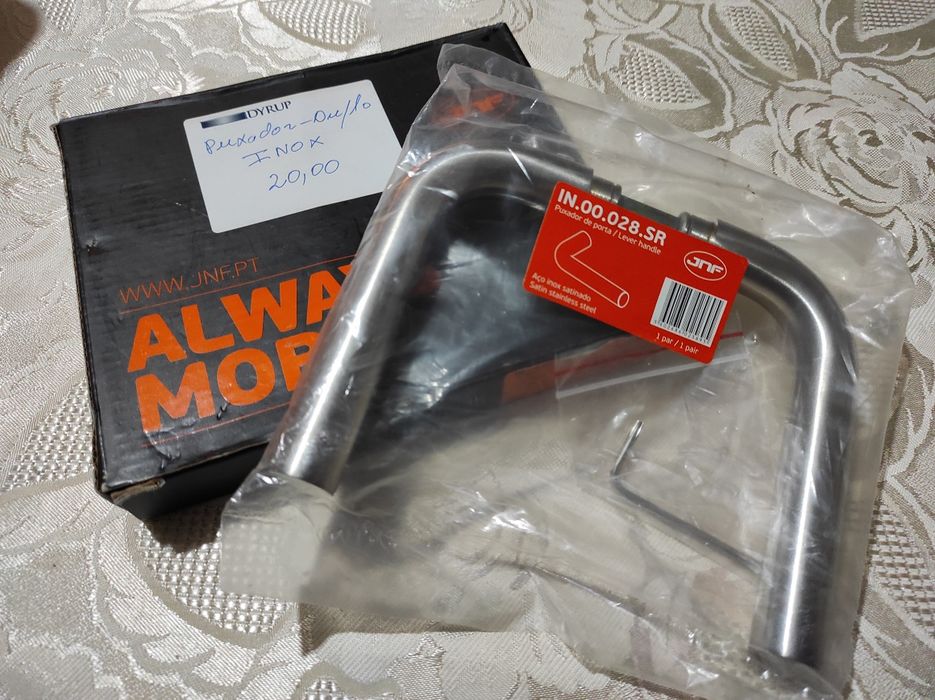 DYRUP
Puxador-Duplo
INOX
20,00
WWW.JNF.PT
ALWAY
MOR
IN.00.028.SR
Puxador de porta / Lever handle
JNF
Aço inox satinado
Satin stainless steel
1 par / 1 pair